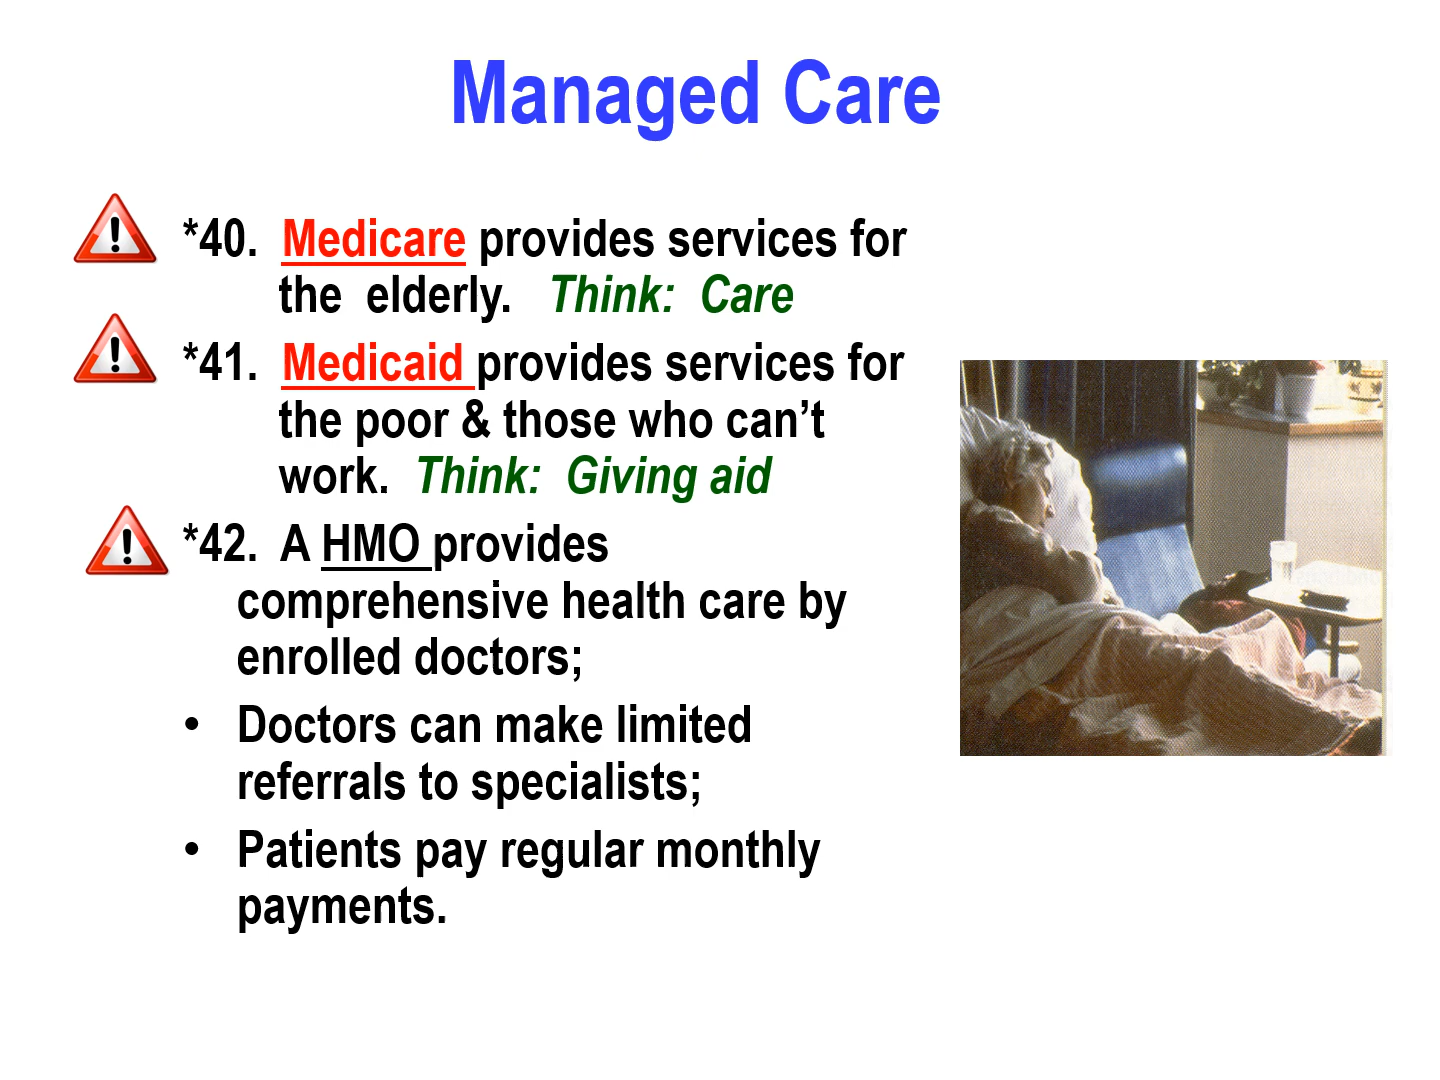 Managed Care
*40. Medicare provides services for
the elderly. Think: Care
*41. Medicaid provides services for
the poor & those who can’t
work. Think: Giving aid
*42. A HMO provides
comprehensive health care by
enrolled doctors;
• Doctors can make limited
referrals to specialists;
• Patients pay regular monthly
payments.